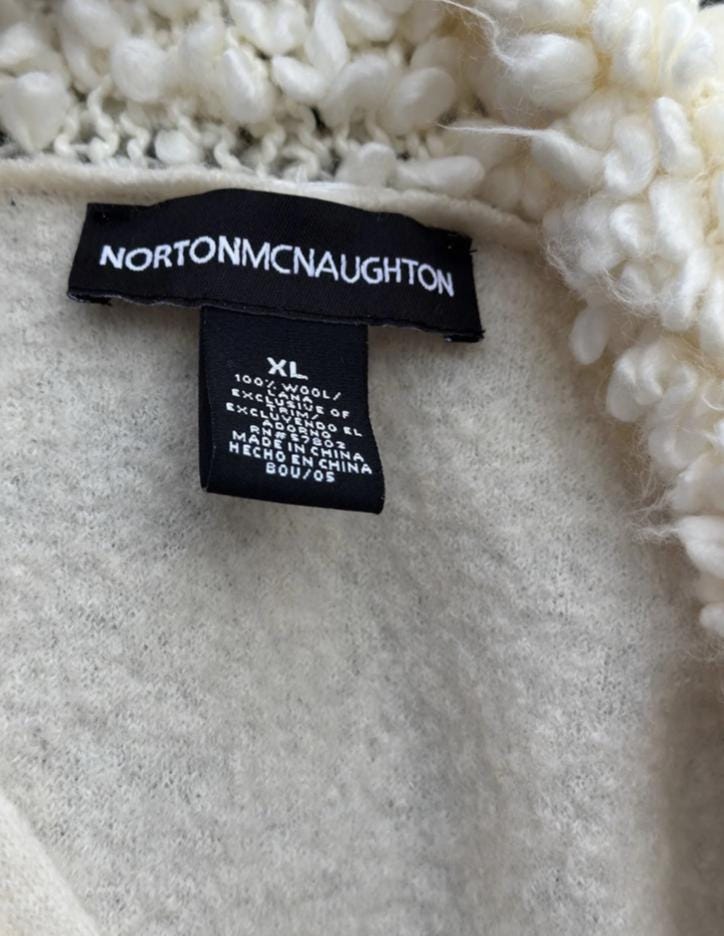 NORTONMCNAUGHTON
XL
100% WOOL/
LANA
EXCLUSIVE OF
TRIM/
EXCLUYENDO EL
ADORNO
RN# 57802
MADE IN CHINA
HECHO EN CHINA
BOU/05